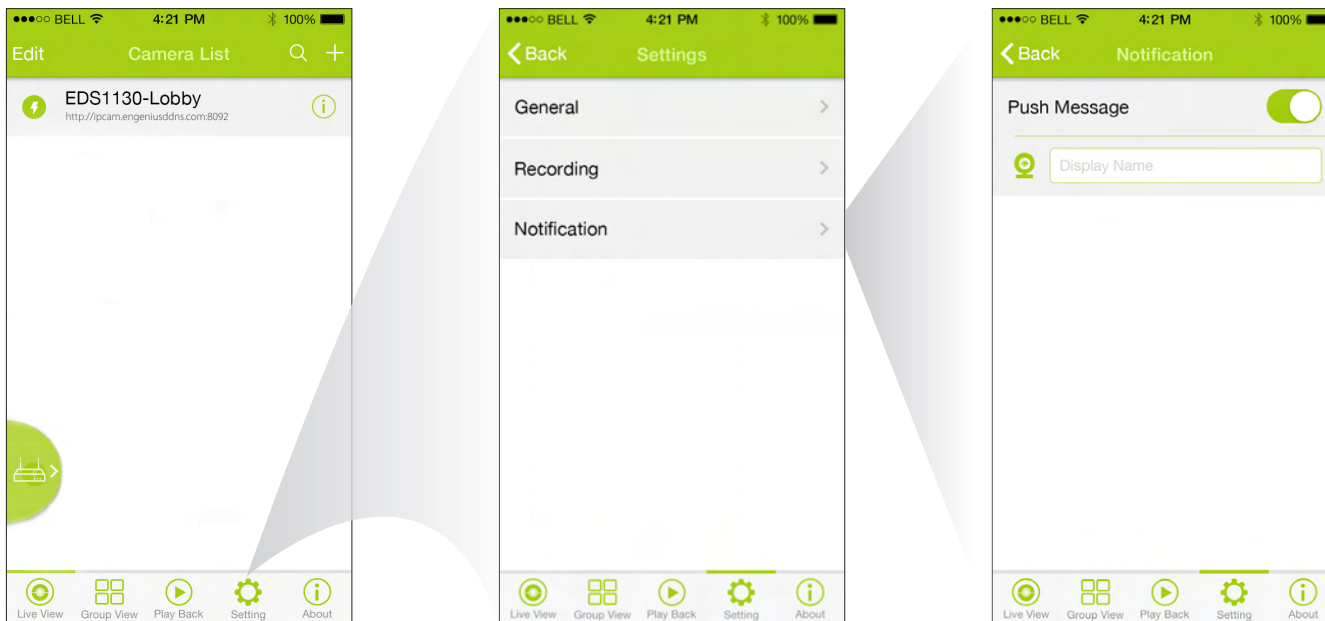 BELL 4:21 PM 100%
Edit Camera List
EDS1130-Lobby
http://ipcam.engeniusddns.com:8092
Live View Group View Play Back Setting About
BELL 4:21 PM 100%
Back Settings
General
Recording
Notification
Live View Group View Play Back Setting About
BELL 4:21 PM 100%
Back Notification
Push Message
Display Name
Live View Group View Play Back Setting About